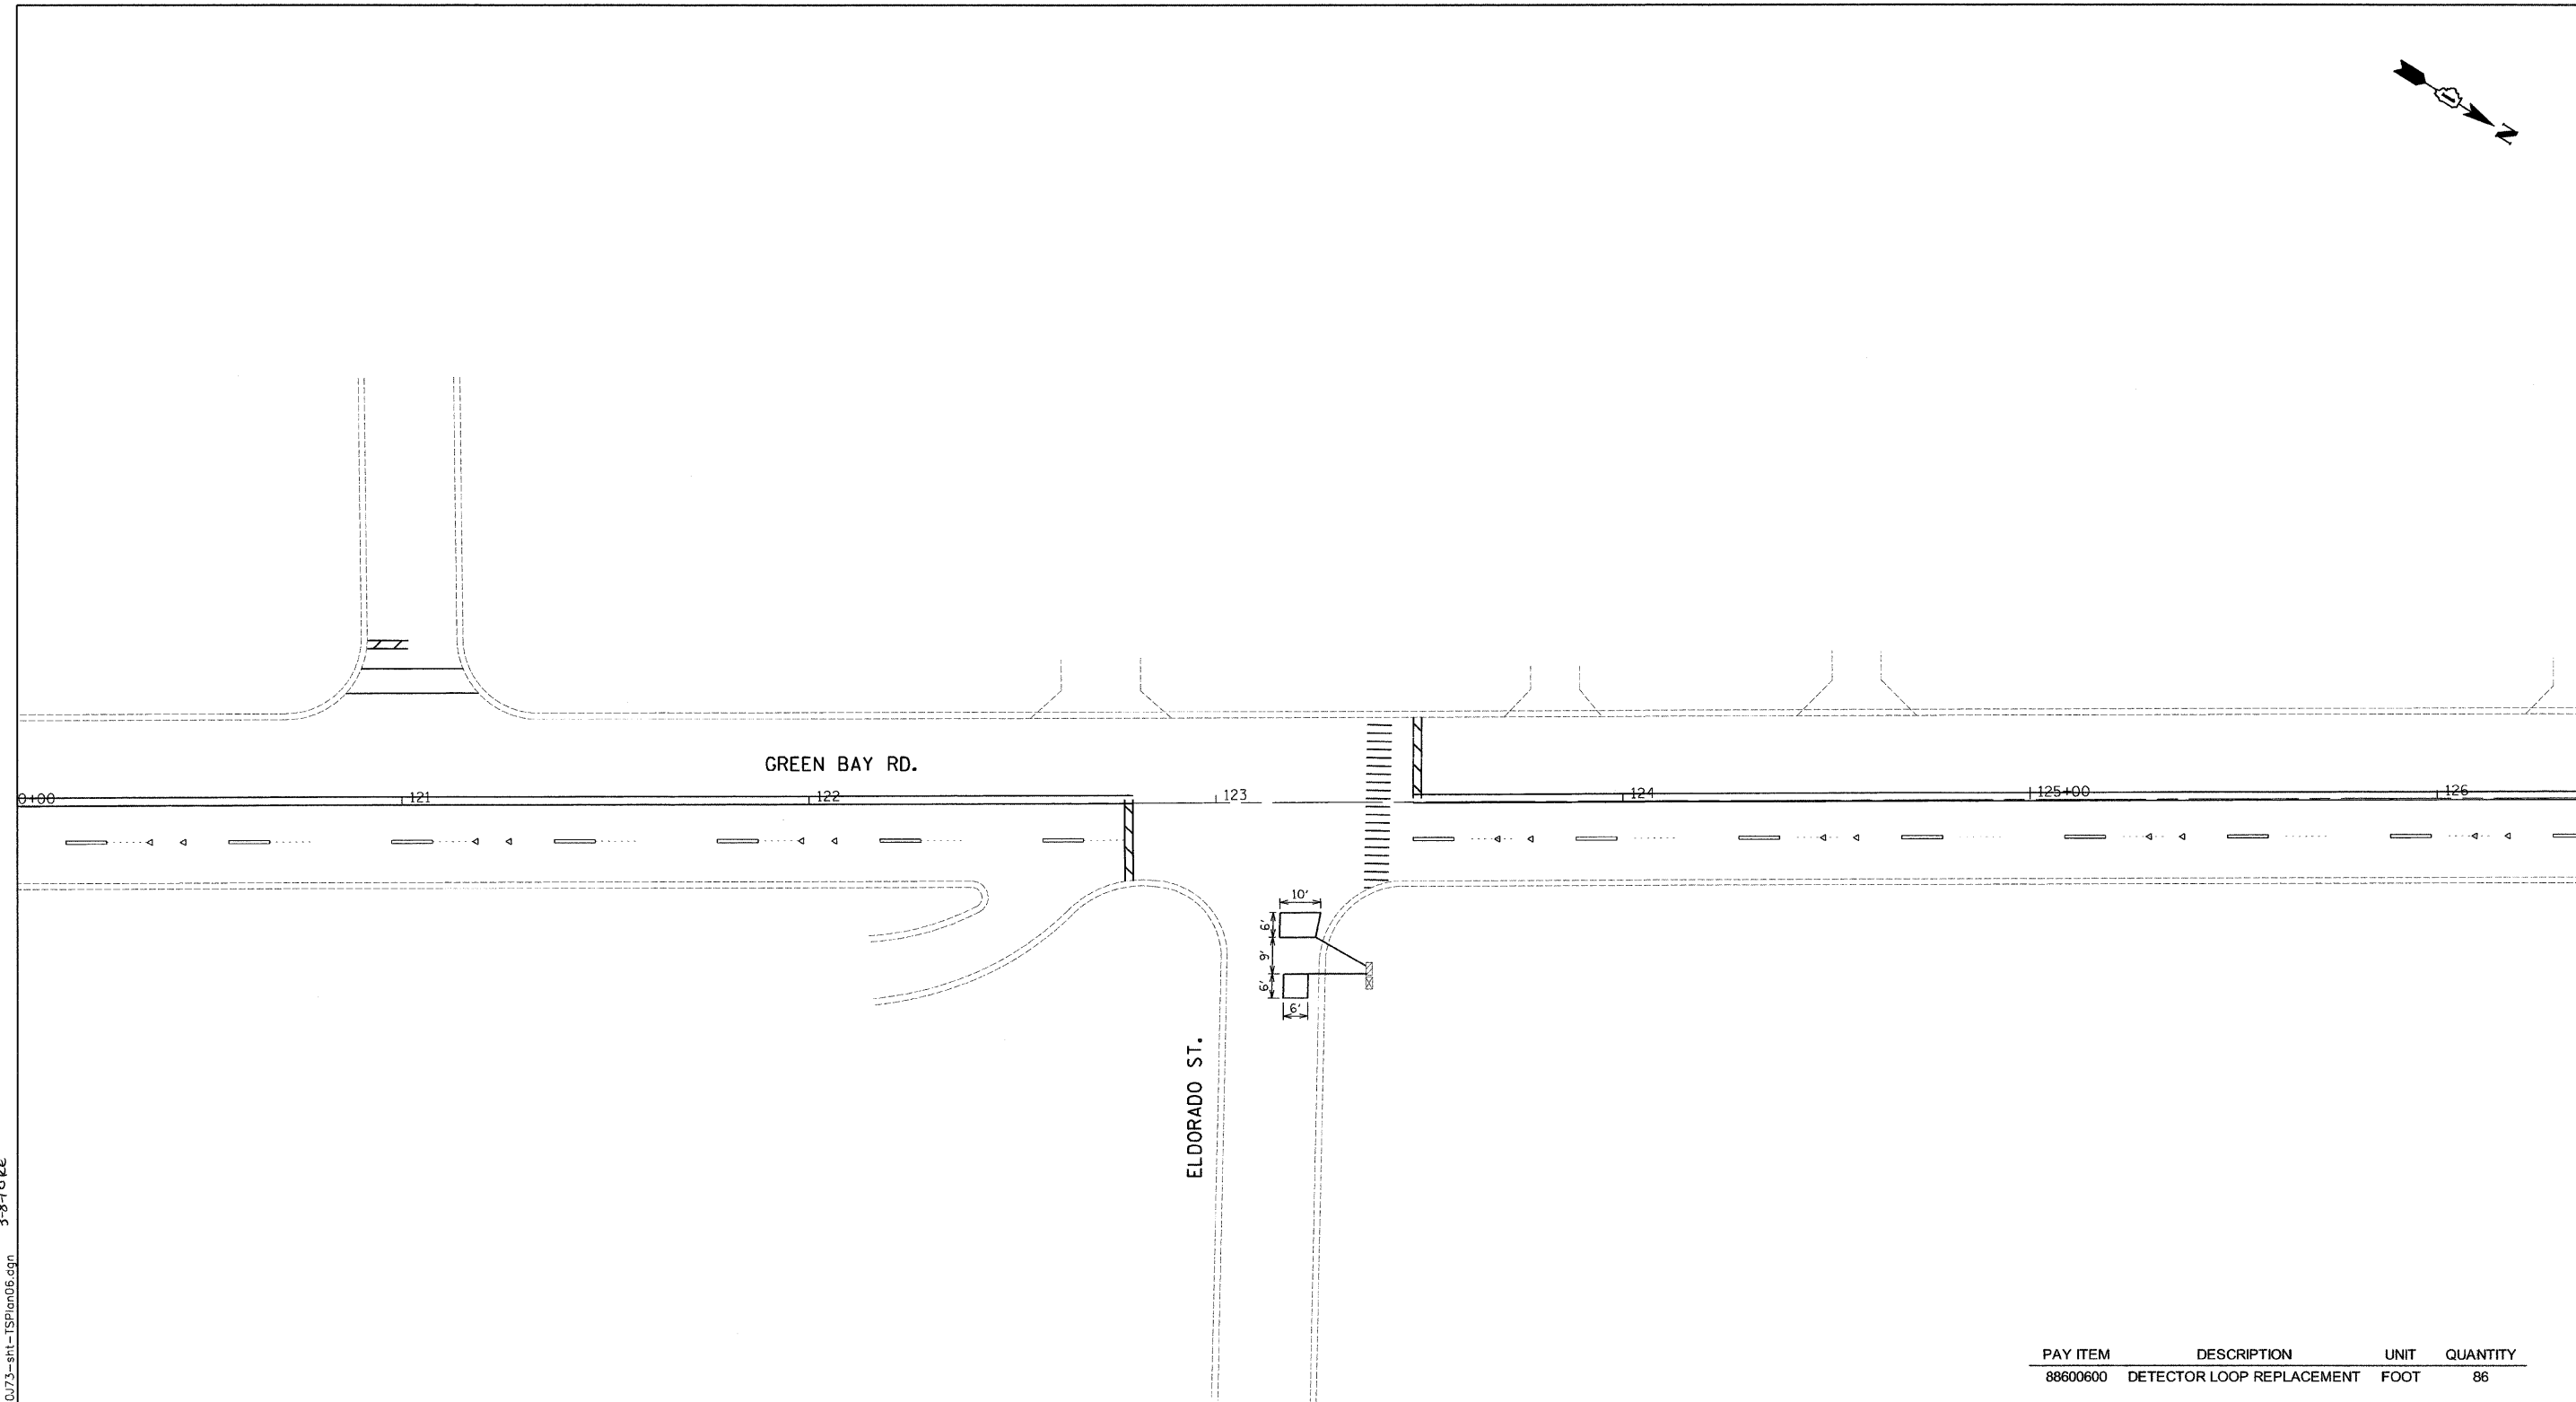 N
GREEN BAY RD.
0+00
121
122
123
124
125+00
126
10'
6'
9'
6'
6'
ELDORADO ST.
0J73-sht-TSPlan06.dgn
PAY ITEM DESCRIPTION UNIT QUANTITY
88600600 DETECTOR LOOP REPLACEMENT FOOT 86